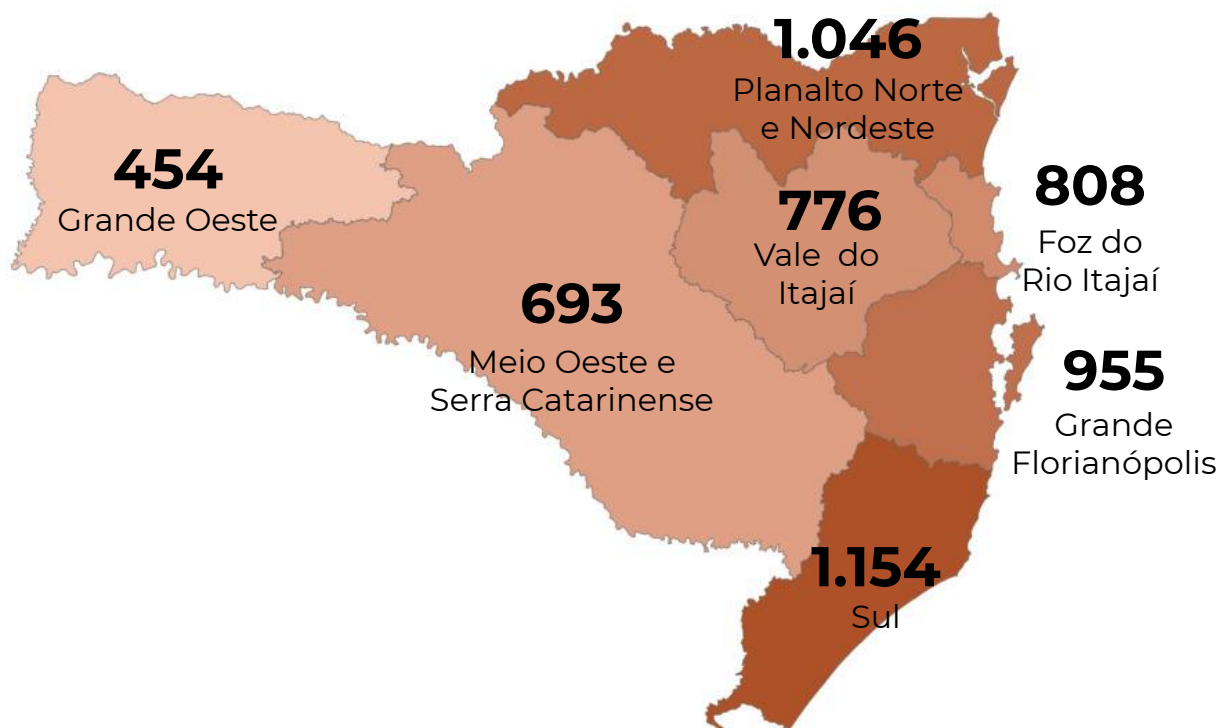 1.046
Planalto Norte
e Nordeste
454
Grande Oeste
776
Vale do
Itajaí
808
Foz do
Rio Itajaí
693
Meio Oeste e
Serra Catarinense
955
Grande
Florianópolis
1.154
Sul